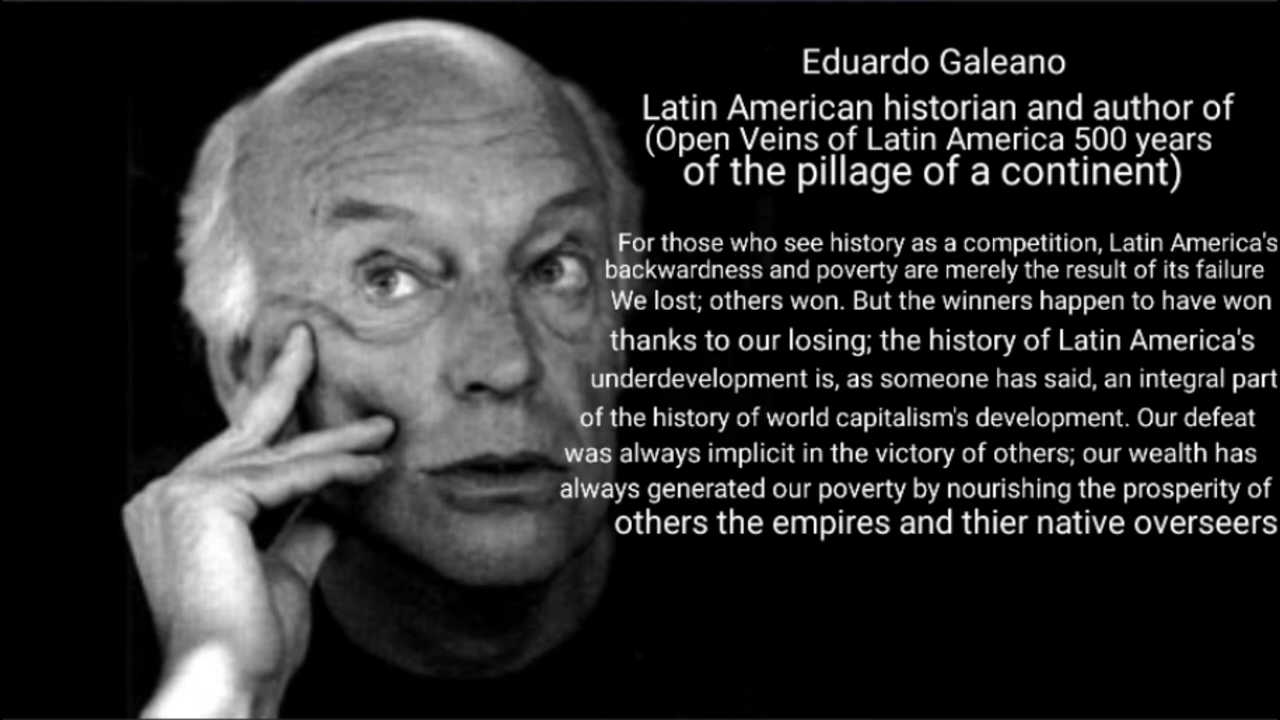 Eduardo Galeano
Latin American historian and author of
(Open Veins of Latin America 500 years
of the pillage of a continent)
For those who see history as a competition, Latin America's
backwardness and poverty are merely the result of its failure
We lost; others won. But the winners happen to have won
thanks to our losing; the history of Latin America's
underdevelopment is, as someone has said, an integral part
of the history of world capitalism's development. Our defeat
was always implicit in the victory of others; our wealth has
always generated our poverty by nourishing the prosperity of
others the empires and thier native overseers